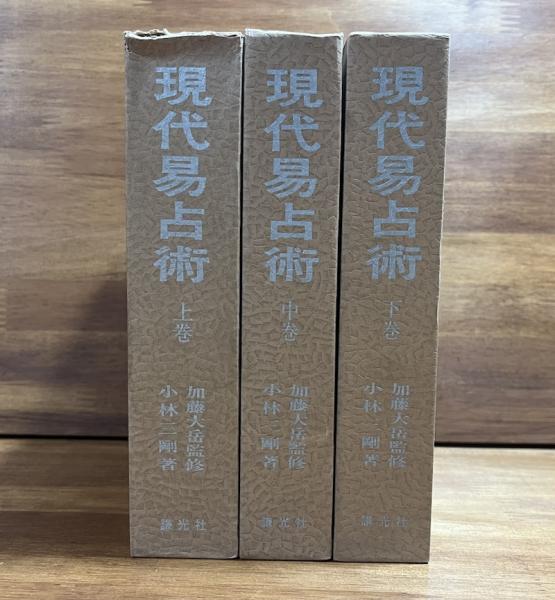 現代易占術
上巻
加藤大岳監修
小林三剛著
謙光社
現代易占術
中巻
加藤大岳監修
小林三剛著
謙光社
現代易占術
下巻
加藤大岳監修
小林三剛著
謙光社